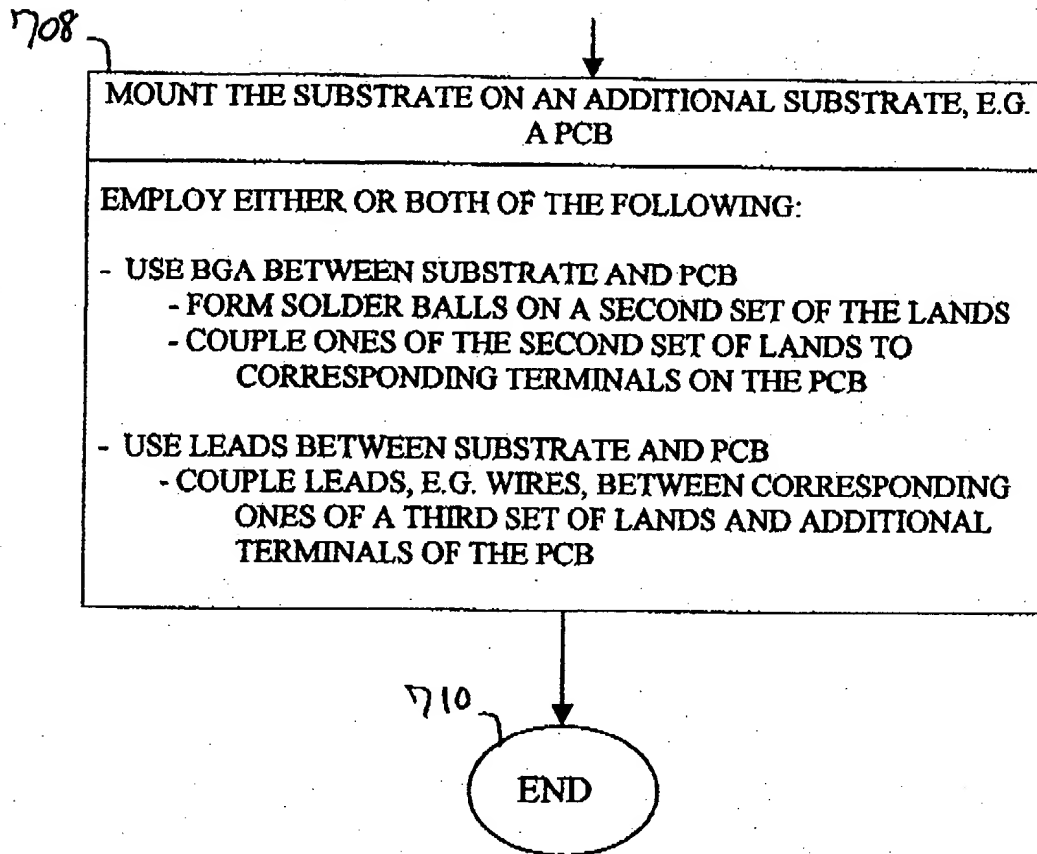 708
MOUNT THE SUBSTRATE ON AN ADDITIONAL SUBSTRATE, E.G.
A PCB
EMPLOY EITHER OR BOTH OF THE FOLLOWING:
- USE BGA BETWEEN SUBSTRATE AND PCB
- FORM SOLDER BALLS ON A SECOND SET OF THE LANDS
- COUPLE ONES OF THE SECOND SET OF LANDS TO
CORRESPONDING TERMINALS ON THE PCB
- USE LEADS BETWEEN SUBSTRATE AND PCB
- COUPLE LEADS, E.G. WIRES, BETWEEN CORRESPONDING
ONES OF A THIRD SET OF LANDS AND ADDITIONAL
TERMINALS OF THE PCB
710
END